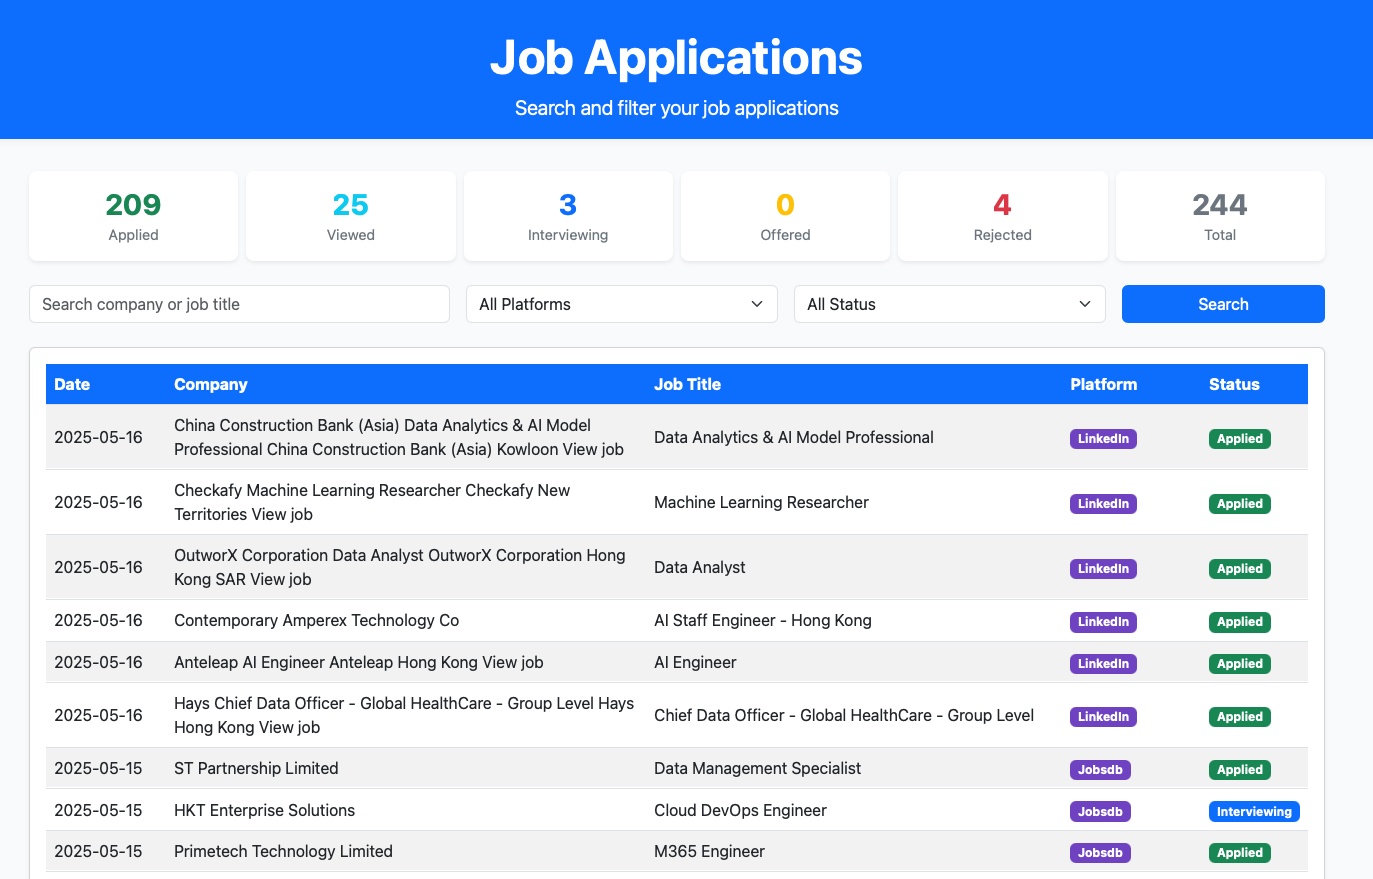 Job Applications
Search and filter your job applications
209
Applied
25
Viewed
3
Interviewing
0
Offered
4
Rejected
244
Total
Search company or job title
All Platforms
All Status
Search
Date Company Job Title Platform Status
2025-05-16 China Construction Bank (Asia) Data Analytics & AI Model
Professional China Construction Bank (Asia) Kowloon View job
Data Analytics & AI Model Professional LinkedIn Applied
2025-05-16 Checkafy Machine Learning Researcher Checkafy New
Territories View job
Machine Learning Researcher LinkedIn Applied
2025-05-16 OutworX Corporation Data Analyst OutworX Corporation Hong
Kong SAR View job
Data Analyst LinkedIn Applied
2025-05-16 Contemporary Amperex Technology Co AI Staff Engineer - Hong Kong LinkedIn Applied
2025-05-16 Anteleap AI Engineer Anteleap Hong Kong View job AI Engineer LinkedIn Applied
2025-05-16 Hays Chief Data Officer - Global HealthCare - Group Level Hays
Hong Kong View job
Chief Data Officer - Global HealthCare - Group Level LinkedIn Applied
2025-05-15 ST Partnership Limited Data Management Specialist Jobsdb Applied
2025-05-15 HKT Enterprise Solutions Cloud DevOps Engineer Jobsdb Interviewing
2025-05-15 Primetech Technology Limited M365 Engineer Jobsdb Applied